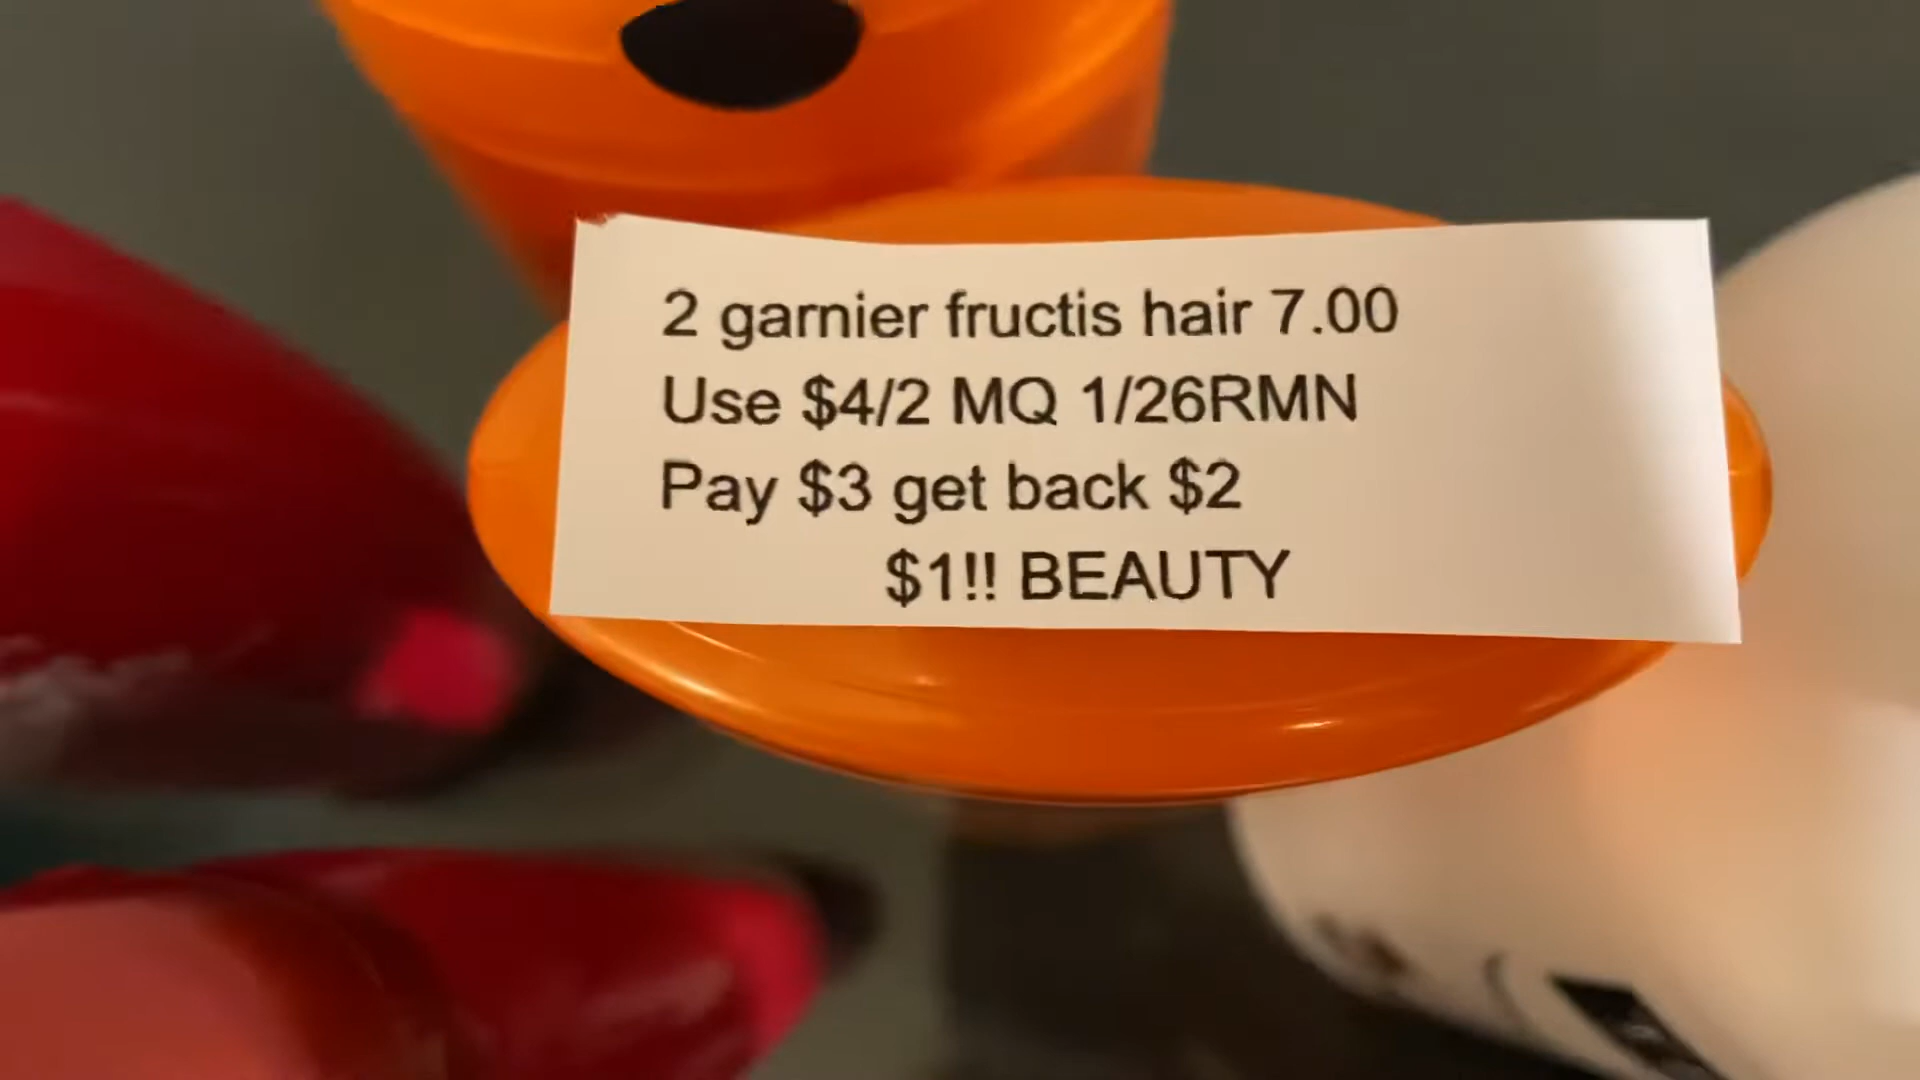 2 garnier fructis hair 7.00
Use $4/2 MQ 1/26RMN
Pay $3 get back $2
$1!! BEAUTY